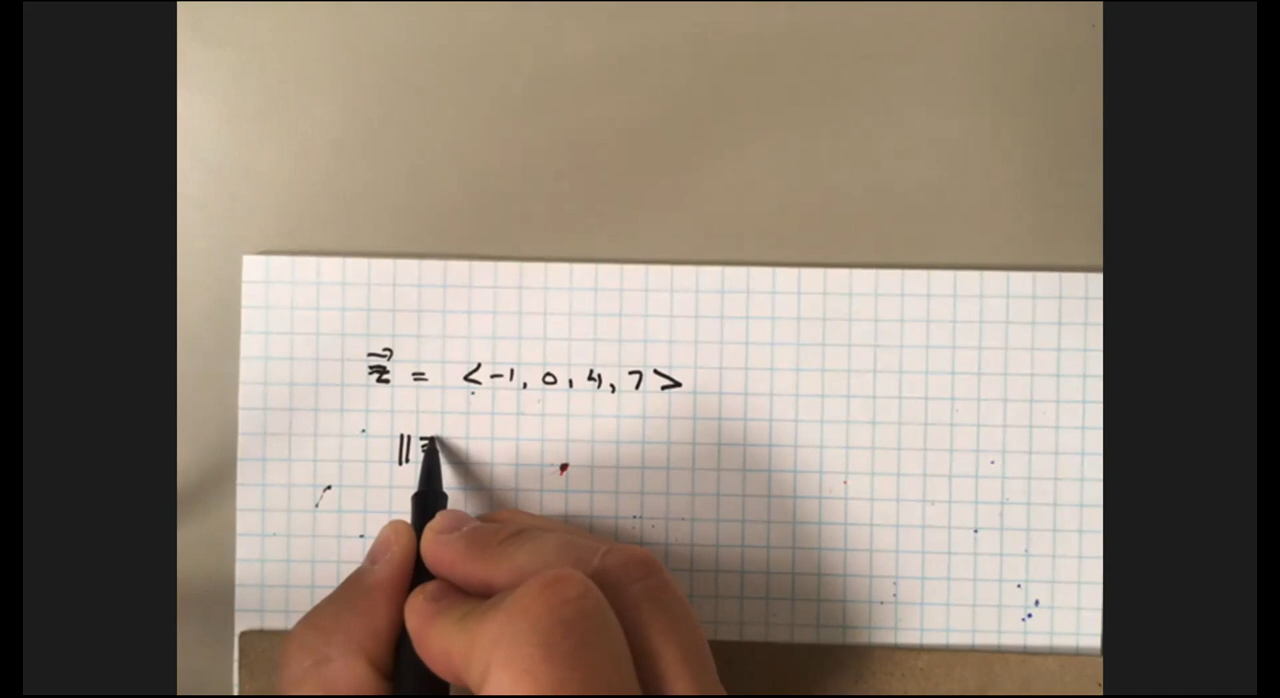 z⃗ = <-1, 0, 4, 7>
||z